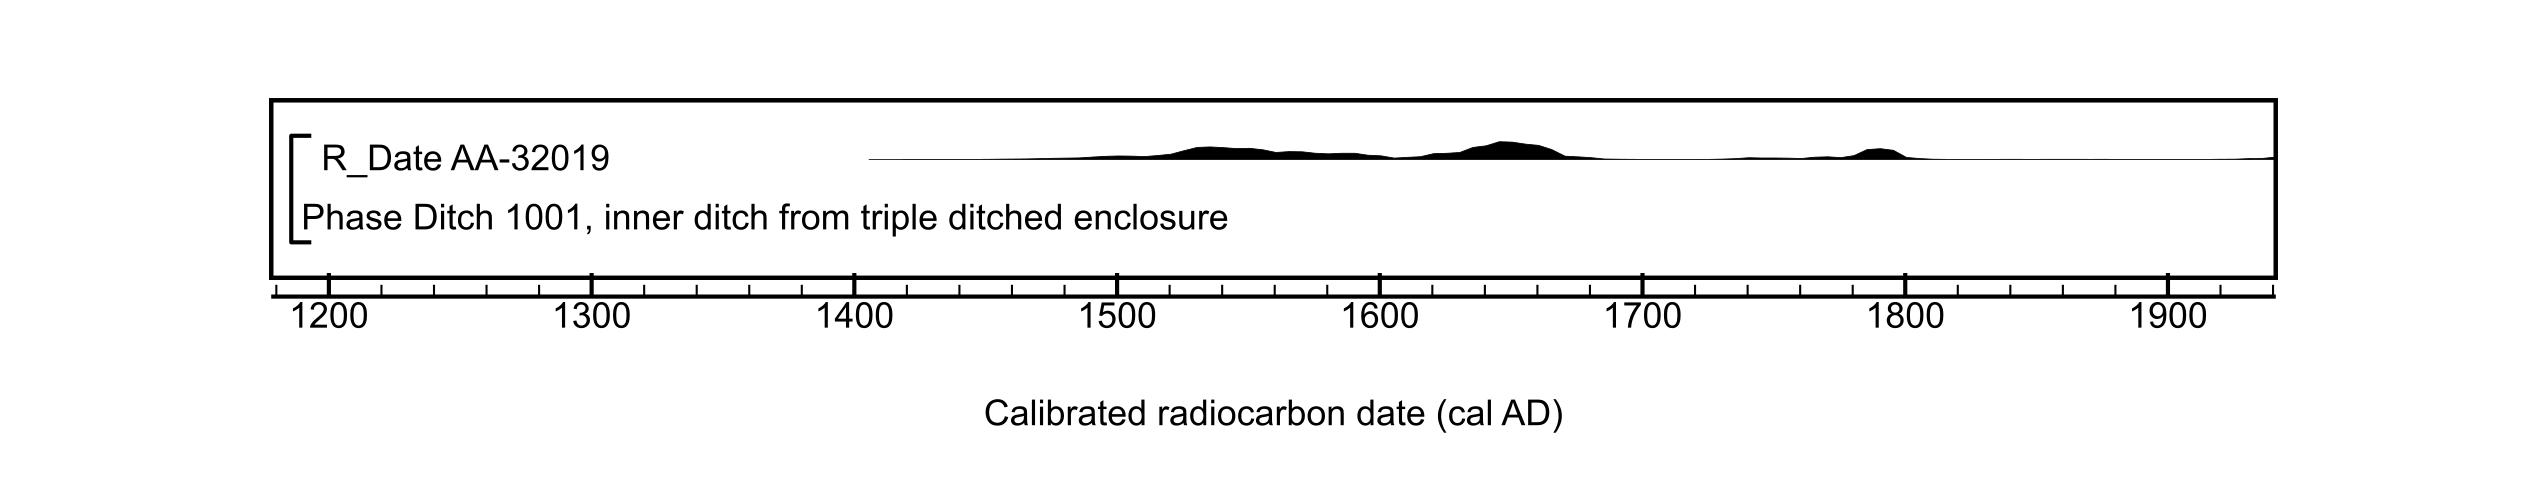 R_Date AA-32019
Phase Ditch 1001, inner ditch from triple ditched enclosure
1200 1300 1400 1500 1600 1700 1800 1900
Calibrated radiocarbon date (cal AD)